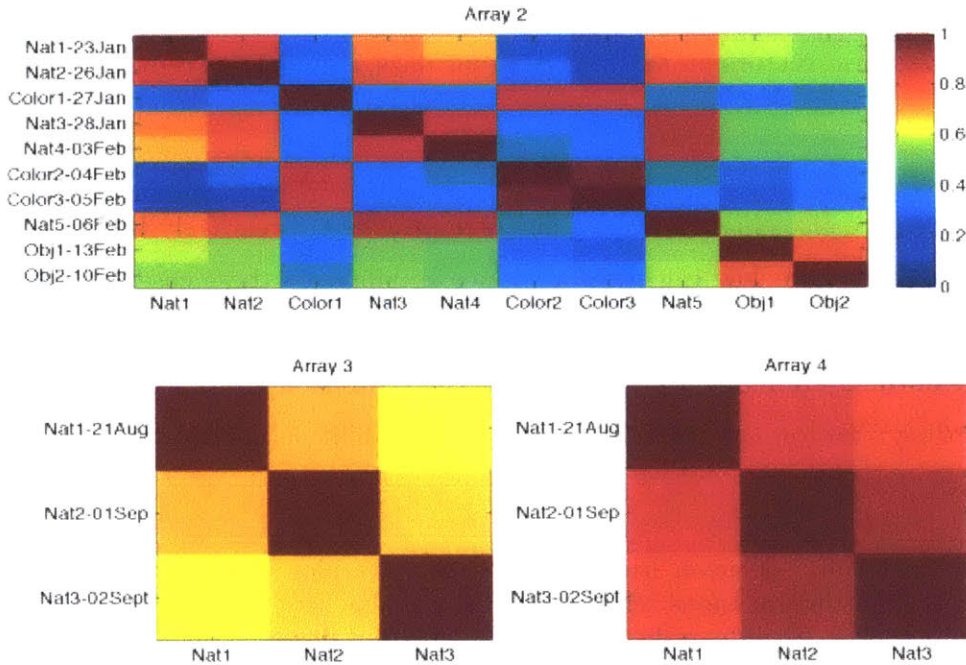 Array 2
Nat1-23Jan
Nat2-26Jan
Color1-27Jan
Nat3-28Jan
Nat4-03Feb
Color2-04Feb
Color3-05Feb
Nat5-06Feb
Obj1-13Feb
Obj2-10Feb
Nat1 Nat2 Color1 Nat3 Nat4 Color2 Color3 Nat5 Obj1 Obj2
1
0.8
0.6
0.4
0.2
0
Array 3
Nat1-21Aug
Nat2-01Sep
Nat3-02Sept
Nat1 Nat2 Nat3
Array 4
Nat1-21Aug
Nat2-01Sep
Nat3-02Sept
Nat1 Nat2 Nat3